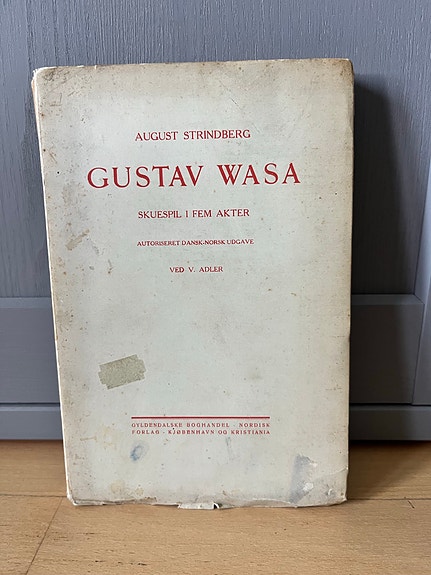 AUGUST STRINDBERG
GUSTAV WASA
SKUESPIL I FEM AKTER
AUTORISERET DANSK-NORSK UDGAVE
VED V. ADLER
GYLDENDALSKE BOGHANDEL · NORDISK
FORLAG · KJØBENHAVN OG KRISTIANIA